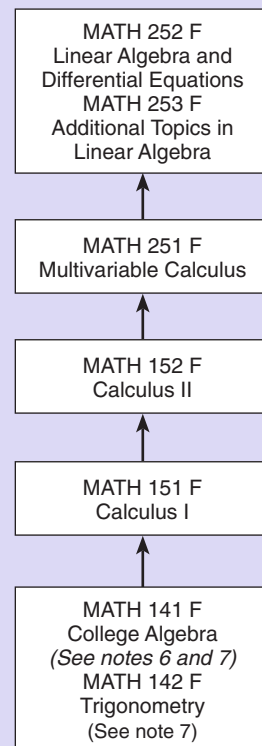 MATH 252 F
Linear Algebra and
Differential Equations
MATH 253 F
Additional Topics in
Linear Algebra
MATH 251 F
Multivariable Calculus
MATH 152 F
Calculus II
MATH 151 F
Calculus I
MATH 141 F
College Algebra
(See notes 6 and 7)
MATH 142 F
Trigonometry
(See note 7)